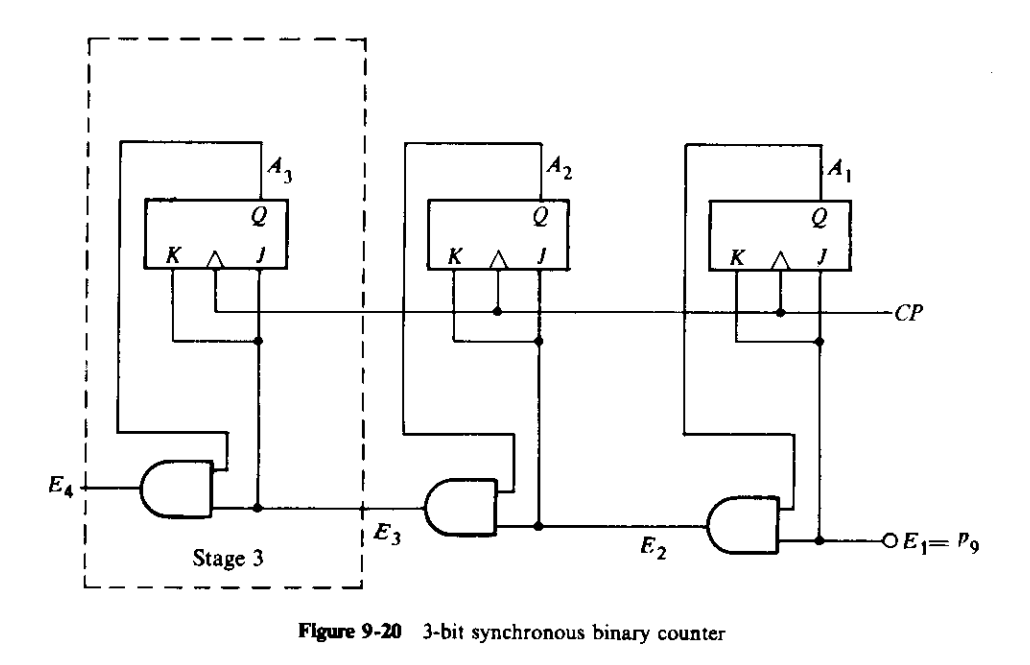 A3
A2
A1
Q
Q
Q
K
J
K
J
K
J
CP
E4
E3
E2
E1= p9
Stage 3
Figure 9-20 3-bit synchronous binary counter